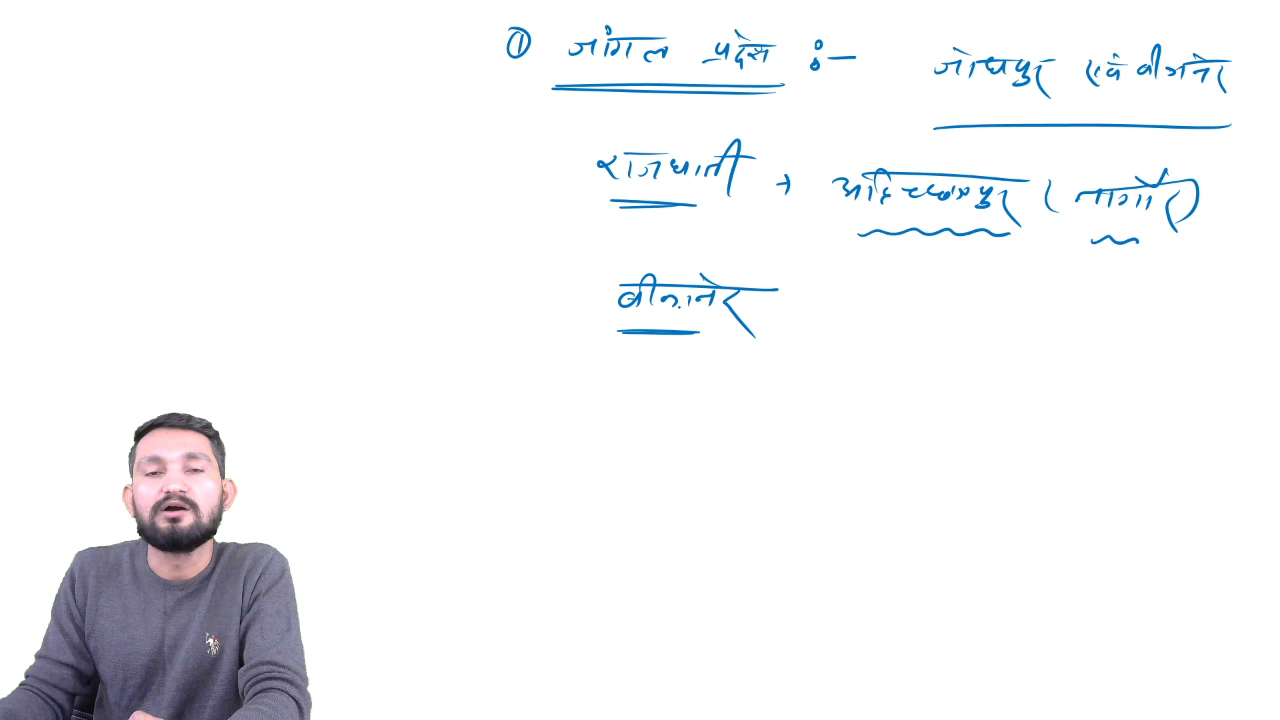 ① जांगल प्रदेश :- जोधपुर एवं बीकानेर
राजधानी → अहिच्छत्रपुर (नागौर)
बीकानेर